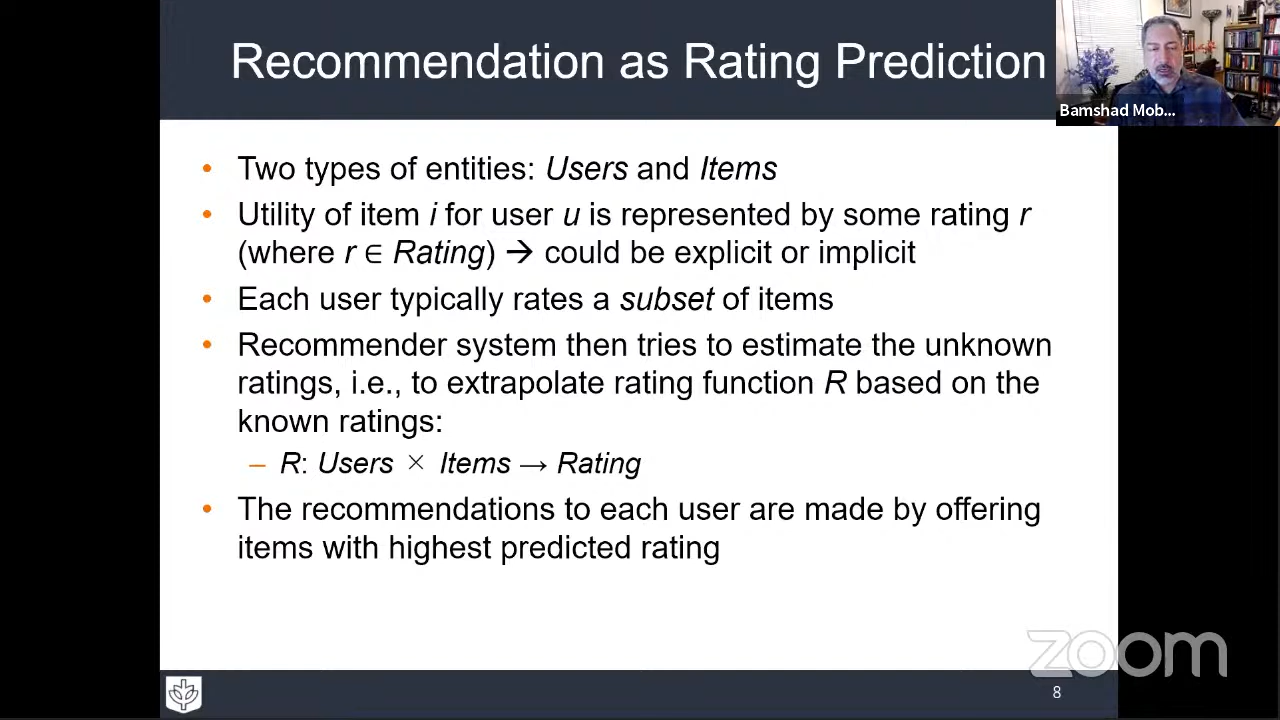 Recommendation as Rating Prediction
Bamshad Mob...
• Two types of entities: Users and Items
• Utility of item i for user u is represented by some rating r
(where r ∈ Rating) → could be explicit or implicit
• Each user typically rates a subset of items
• Recommender system then tries to estimate the unknown
ratings, i.e., to extrapolate rating function R based on the
known ratings:
– R: Users × Items → Rating
• The recommendations to each user are made by offering
items with highest predicted rating
zoom
8